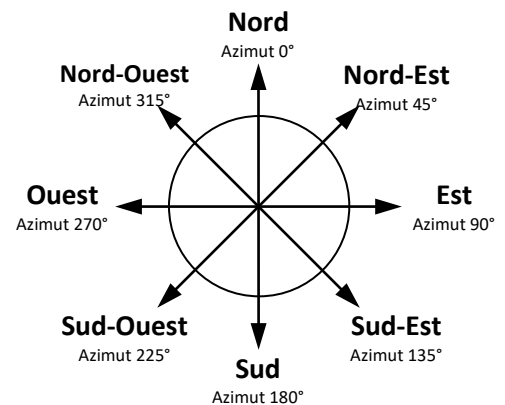 Nord
Azimut 0°
Nord-Ouest
Azimut 315°
Nord-Est
Azimut 45°
Ouest
Azimut 270°
Est
Azimut 90°
Sud-Ouest
Azimut 225°
Sud-Est
Azimut 135°
Sud
Azimut 180°